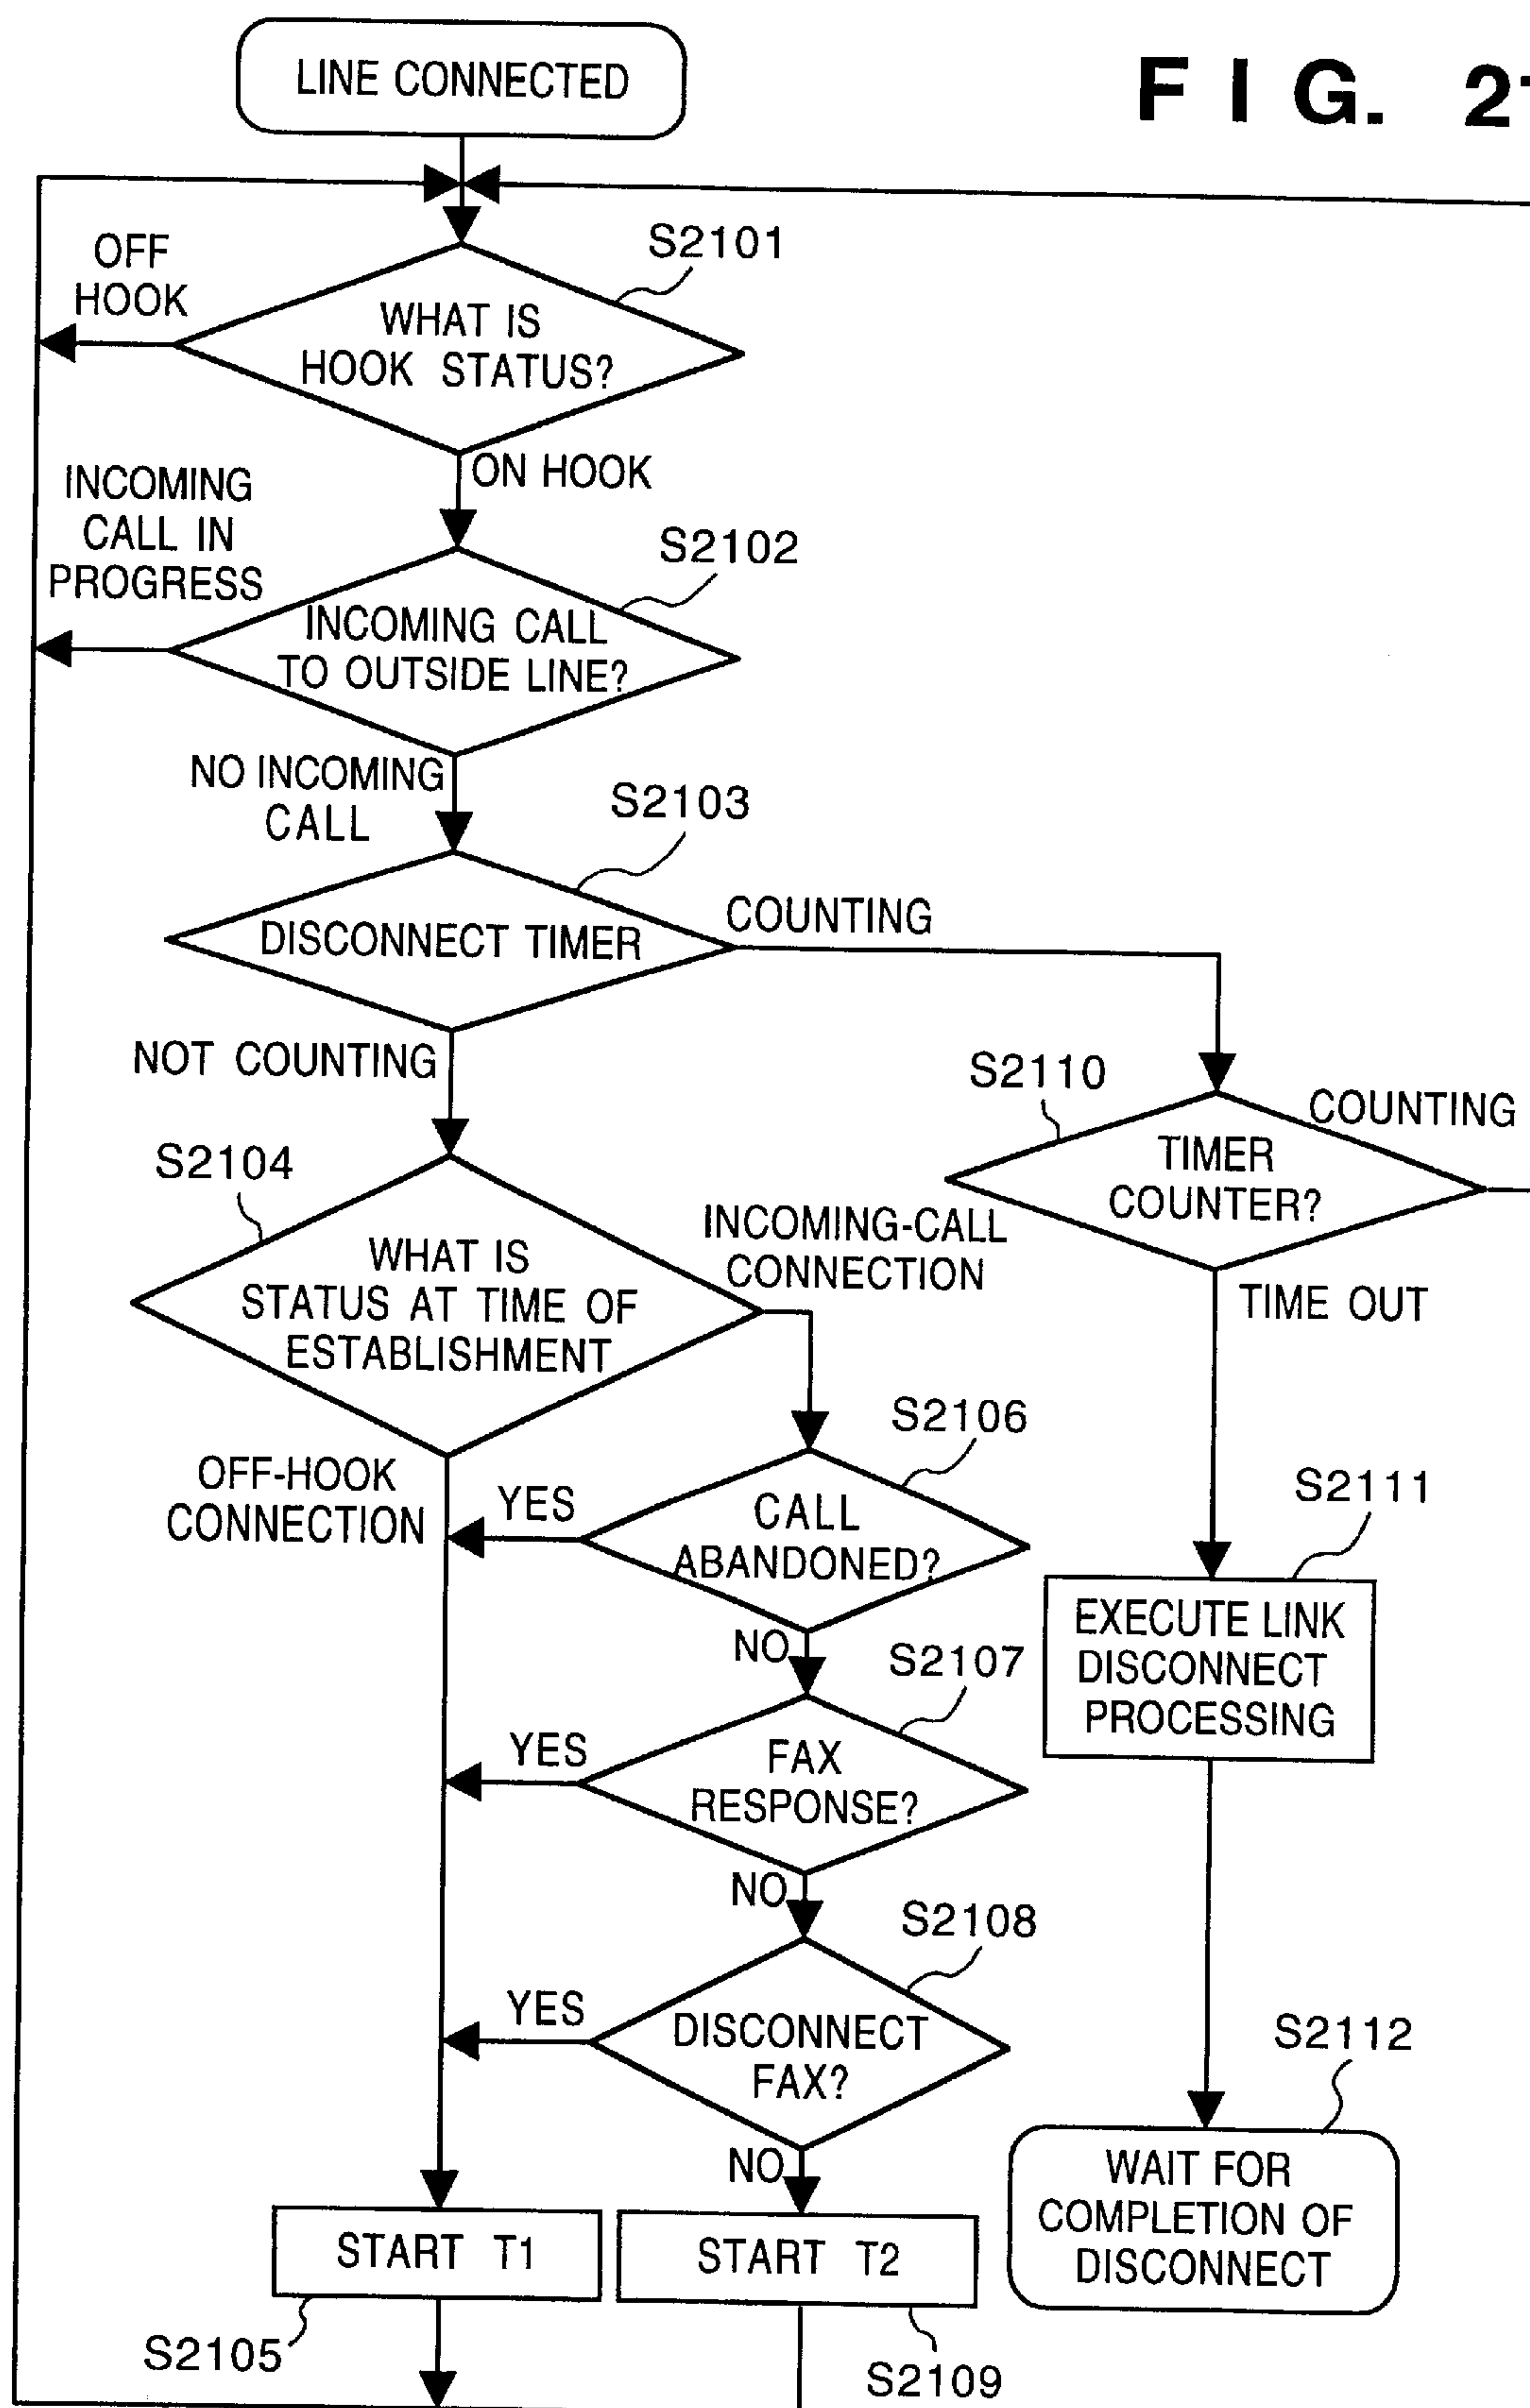 LINE CONNECTED
F I G. 21
OFF
HOOK
S2101
WHAT IS
HOOK STATUS?
ON HOOK
INCOMING
CALL IN
PROGRESS
S2102
INCOMING CALL
TO OUTSIDE LINE?
NO INCOMING
CALL
S2103
DISCONNECT TIMER
COUNTING
NOT COUNTING
S2110
COUNTING
TIMER
COUNTER?
S2104
WHAT IS
STATUS AT TIME OF
ESTABLISHMENT
INCOMING-CALL
CONNECTION
TIME OUT
OFF-HOOK
CONNECTION
S2106
YES
CALL
ABANDONED?
NO
S2111
EXECUTE LINK
DISCONNECT
PROCESSING
S2107
YES
FAX
RESPONSE?
NO
S2108
YES
DISCONNECT
FAX?
NO
S2112
WAIT FOR
COMPLETION OF
DISCONNECT
START T1
START T2
S2105
S2109